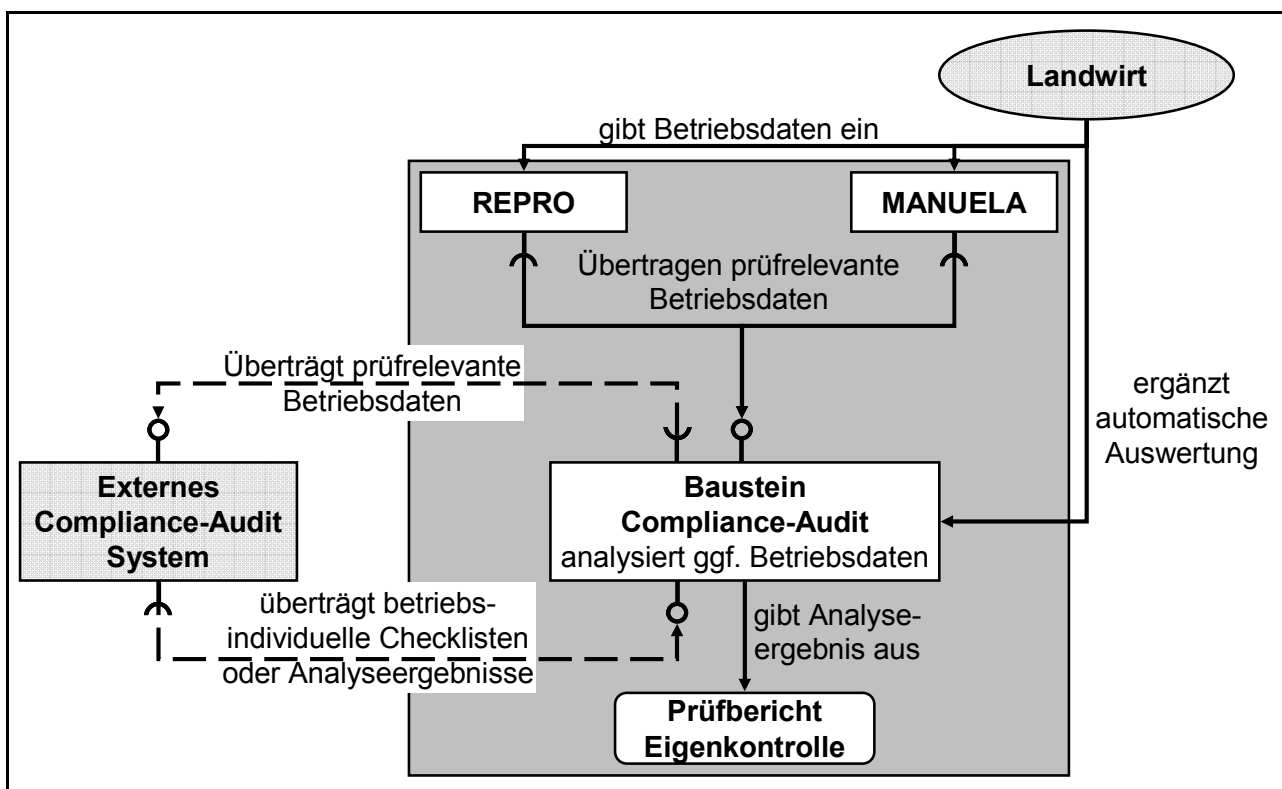 Landwirt
gibt Betriebsdaten ein
REPRO
MANUELA
Übertragen prüfrelevante
Betriebsdaten
Überträgt prüfrelevante
Betriebsdaten
ergänzt
automatische
Auswertung
Externes
Compliance-Audit
System
Baustein
Compliance-Audit
analysiert ggf. Betriebsdaten
überträgt betriebs-
individuelle Checklisten
oder Analyseergebnisse
gibt Analyse-
ergebnis aus
Prüfbericht
Eigenkontrolle